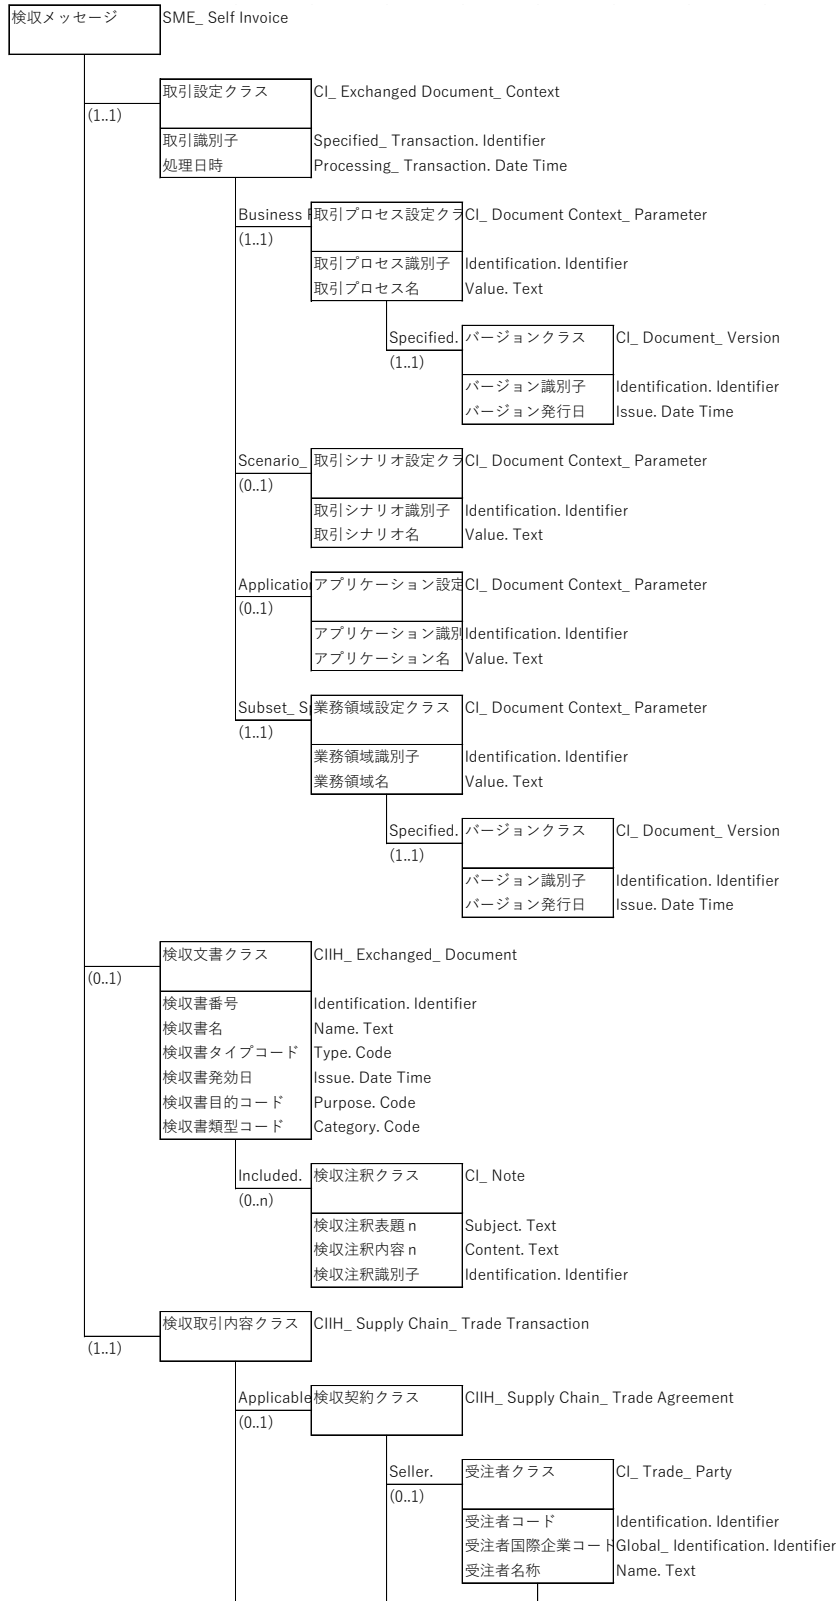 検収メッセージ SME_ Self Invoice
取引設定クラス CI_ Exchanged Document_ Context
(1..1)
取引識別子 Specified_ Transaction. Identifier
処理日時 Processing_ Transaction. Date Time
Business 取引プロセス設定クラ CI_ Document Context_ Parameter
(1..1)
取引プロセス識別子 Identification. Identifier
取引プロセス名 Value. Text
Specified. バージョンクラス CI_ Document_ Version
(1..1)
バージョン識別子 Identification. Identifier
バージョン発行日 Issue. Date Time
Scenario_ 取引シナリオ設定クラ CI_ Document Context_ Parameter
(0..1)
取引シナリオ識別子 Identification. Identifier
取引シナリオ名 Value. Text
Application アプリケーション設定 CI_ Document Context_ Parameter
(0..1)
アプリケーション識別 Identification. Identifier
アプリケーション名 Value. Text
Subset_ S 業務領域設定クラス CI_ Document Context_ Parameter
(1..1)
業務領域識別子 Identification. Identifier
業務領域名 Value. Text
Specified. バージョンクラス CI_ Document_ Version
(1..1)
バージョン識別子 Identification. Identifier
バージョン発行日 Issue. Date Time
検収文書クラス CIIH_ Exchanged_ Document
(0..1)
検収書番号 Identification. Identifier
検収書名 Name. Text
検収書タイプコード Type. Code
検収書発効日 Issue. Date Time
検収書目的コード Purpose. Code
検収書類型コード Category. Code
Included. 検収注釈クラス CI_ Note
(0..n)
検収注釈表題 n Subject. Text
検収注釈内容 n Content. Text
検収注釈識別子 Identification. Identifier
検収取引内容クラス CIIH_ Supply Chain_ Trade Transaction
(1..1)
Applicable 検収契約クラス CIIH_ Supply Chain_ Trade Agreement
(0..1)
Seller. 受注者クラス CI_ Trade_ Party
(0..1)
受注者コード Identification. Identifier
受注者国際企業コード Global_ Identification. Identifier
受注者名称 Name. Text